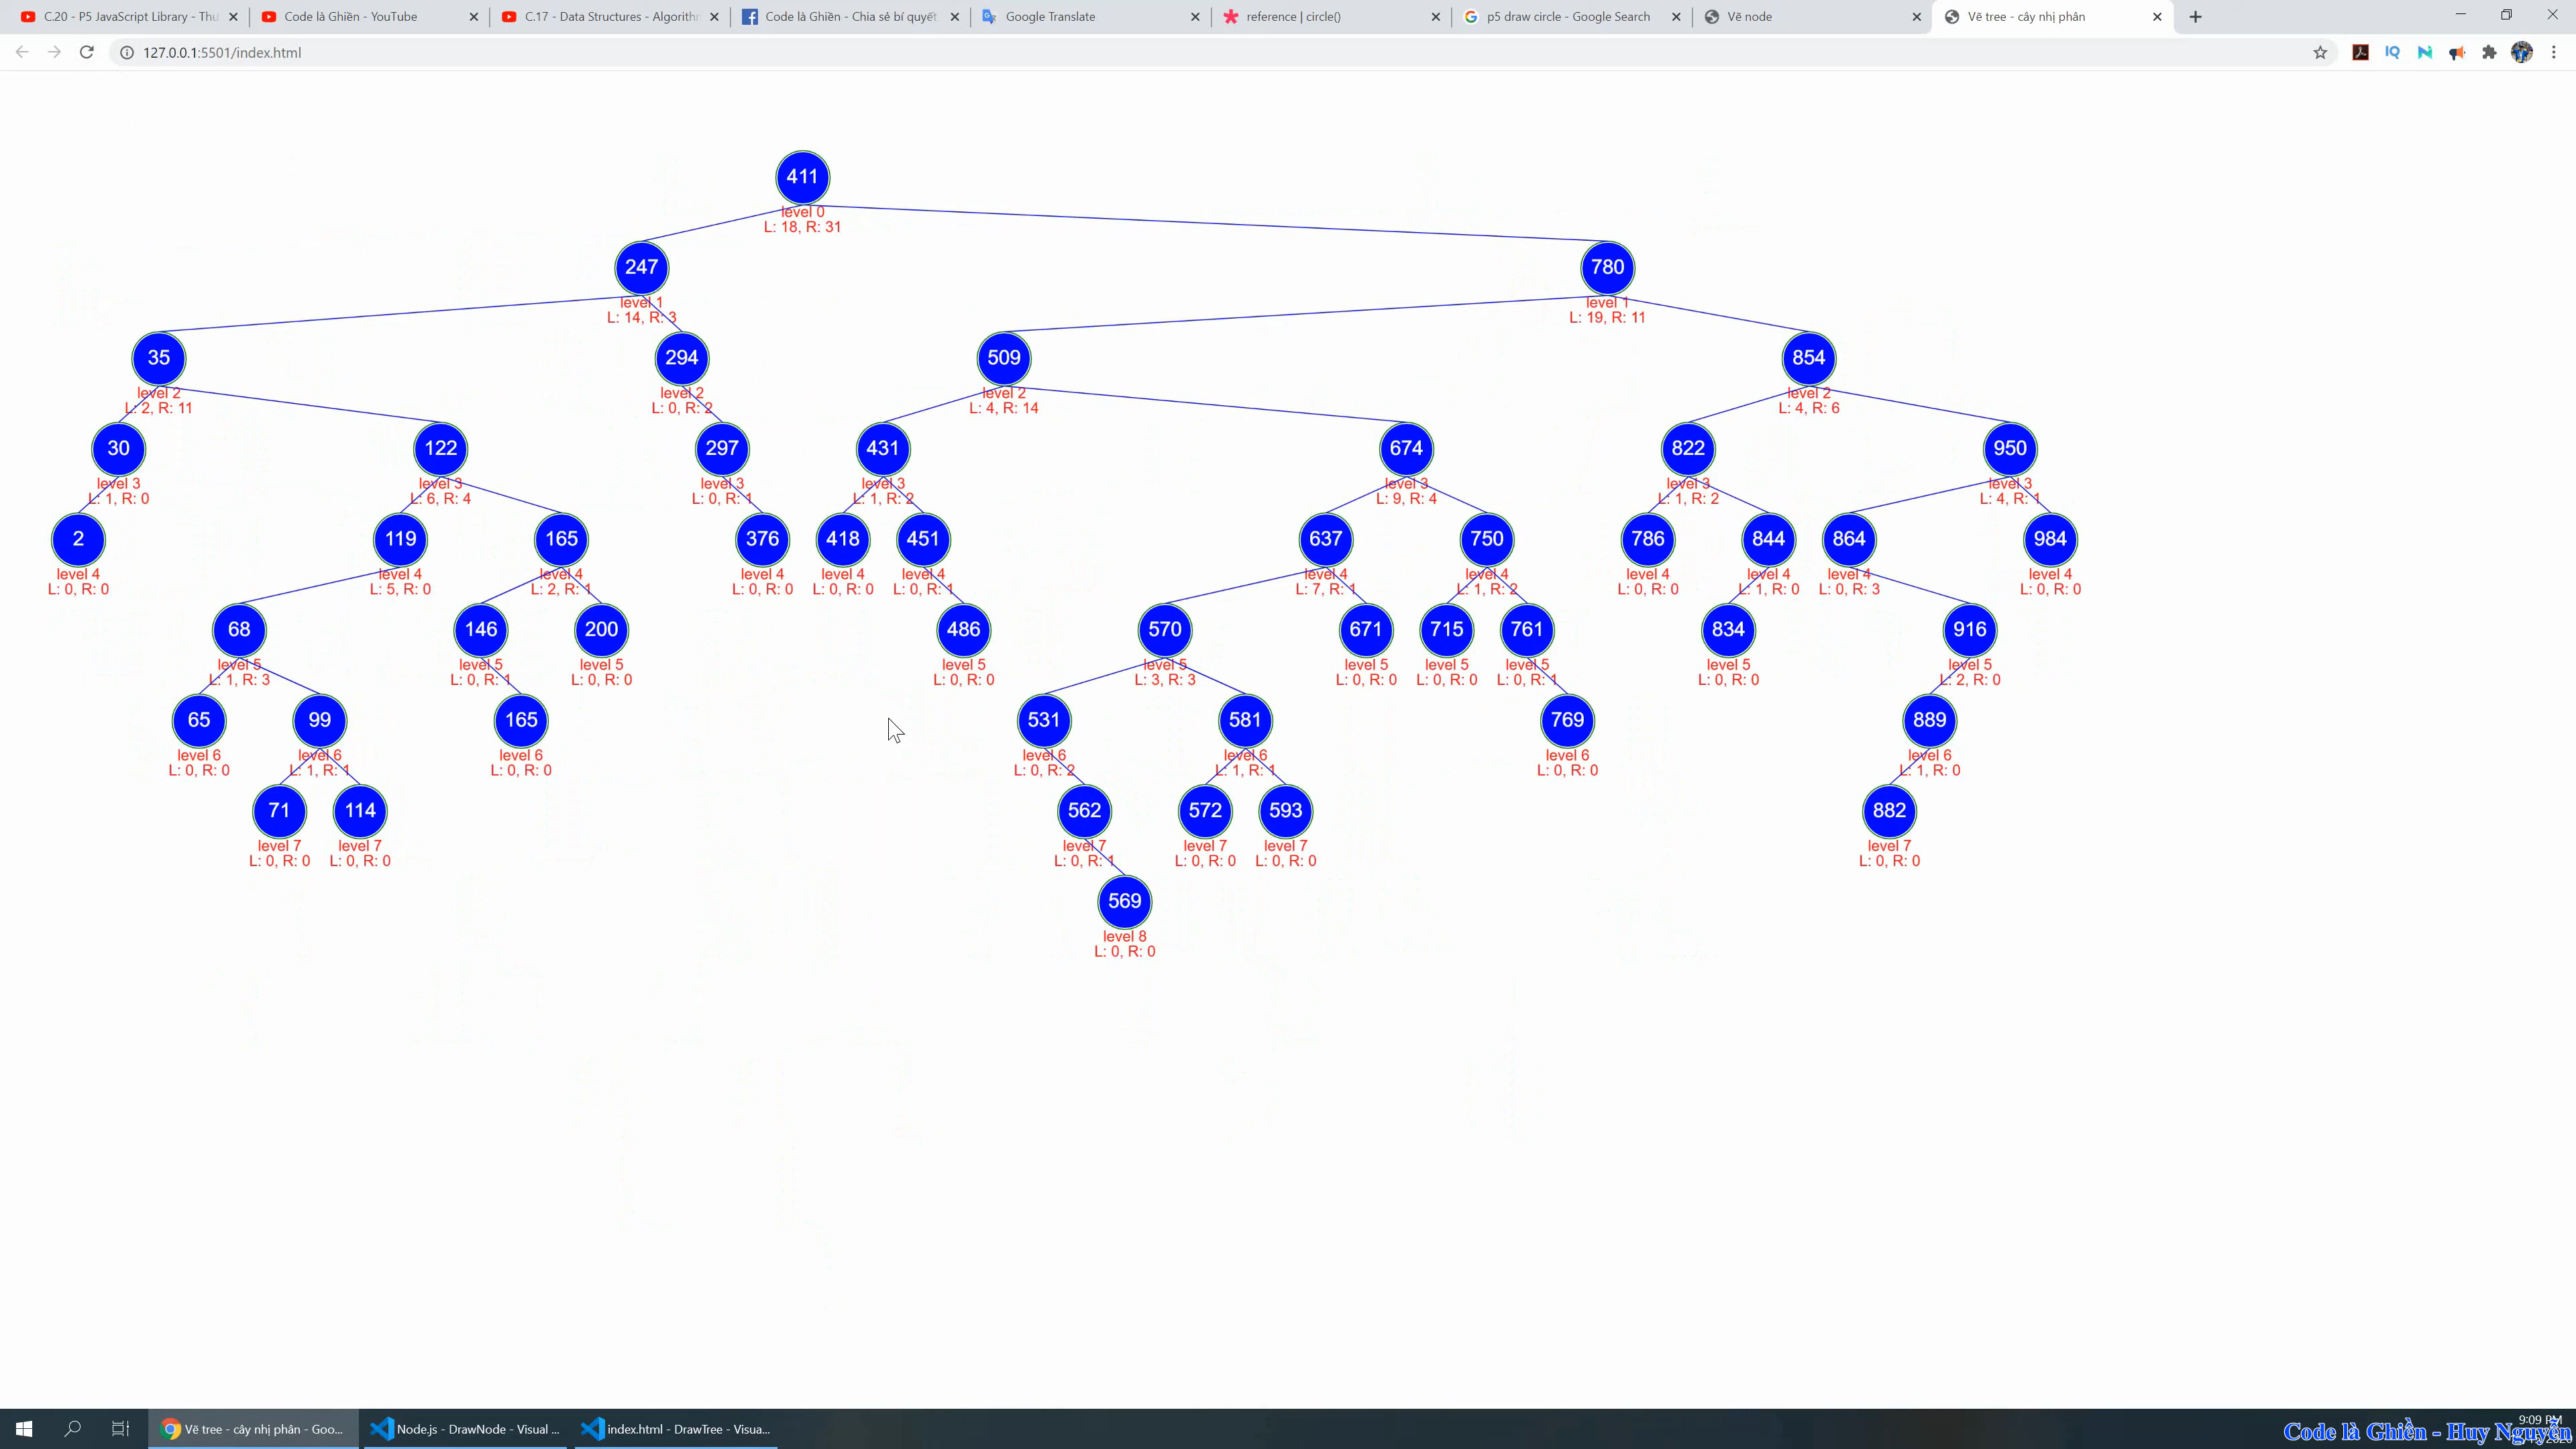 C.20 - P5 JavaScript Library - Thu
Code là Ghiền - YouTube
C.17 - Data Structures - Algorithm
Code là Ghiền - Chia sẻ bí quyết
Google Translate
reference | circle()
p5 draw circle - Google Search
Vẽ node
Vẽ tree - cây nhị phân
127.0.0.1:5501/index.html
IQ
411
level 0
L: 18, R: 31
247
780
level 1
level 1
L: 14, R: 3
L: 19, R: 11
35
294
509
854
level 2
level 2
level 2
level 2
L: 2, R: 11
L: 0, R: 2
L: 4, R: 14
L: 4, R: 6
30
122
297
431
674
822
950
level 3
level 3
level 3
level 3
level 3
level 3
level 3
L: 1, R: 0
L: 6, R: 4
L: 0, R: 1
L: 1, R: 2
L: 9, R: 4
L: 1, R: 2
L: 4, R: 1
2
119
165
376
418
451
637
750
786
844
864
984
level 4
level 4
level 4
level 4
level 4
level 4
level 4
level 4
level 4
level 4
level 4
level 4
L: 0, R: 0
L: 5, R: 0
L: 2, R: 1
L: 0, R: 0
L: 0, R: 0
L: 0, R: 1
L: 7, R: 1
L: 1, R: 2
L: 0, R: 0
L: 1, R: 0
L: 0, R: 3
L: 0, R: 0
68
146
200
486
570
671
715
761
834
916
level 5
level 5
level 5
level 5
level 5
level 5
level 5
level 5
level 5
level 5
L: 1, R: 3
L: 0, R: 1
L: 0, R: 0
L: 0, R: 0
L: 3, R: 3
L: 0, R: 0
L: 0, R: 0
L: 0, R: 1
L: 0, R: 0
L: 2, R: 0
65
99
165
531
581
769
889
level 6
level 6
level 6
level 6
level 6
level 6
level 6
L: 0, R: 0
L: 1, R: 1
L: 0, R: 0
L: 0, R: 2
L: 1, R: 1
L: 0, R: 0
L: 1, R: 0
71
114
562
572
593
882
level 7
level 7
level 7
level 7
level 7
level 7
L: 0, R: 0
L: 0, R: 0
L: 0, R: 1
L: 0, R: 0
L: 0, R: 0
L: 0, R: 0
569
level 8
L: 0, R: 0
Vẽ tree - cây nhị phân - Goo...
Node.js - DrawNode - Visual ...
index.html - DrawTree - Visua...
9:09 PM
Code là Ghiền - Huy Nguyễn